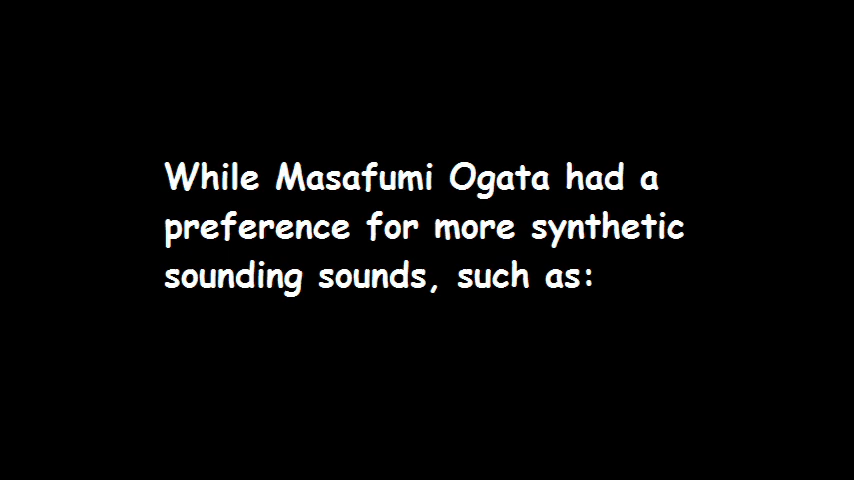 While Masafumi Ogata had a
preference for more synthetic
sounding sounds, such as: